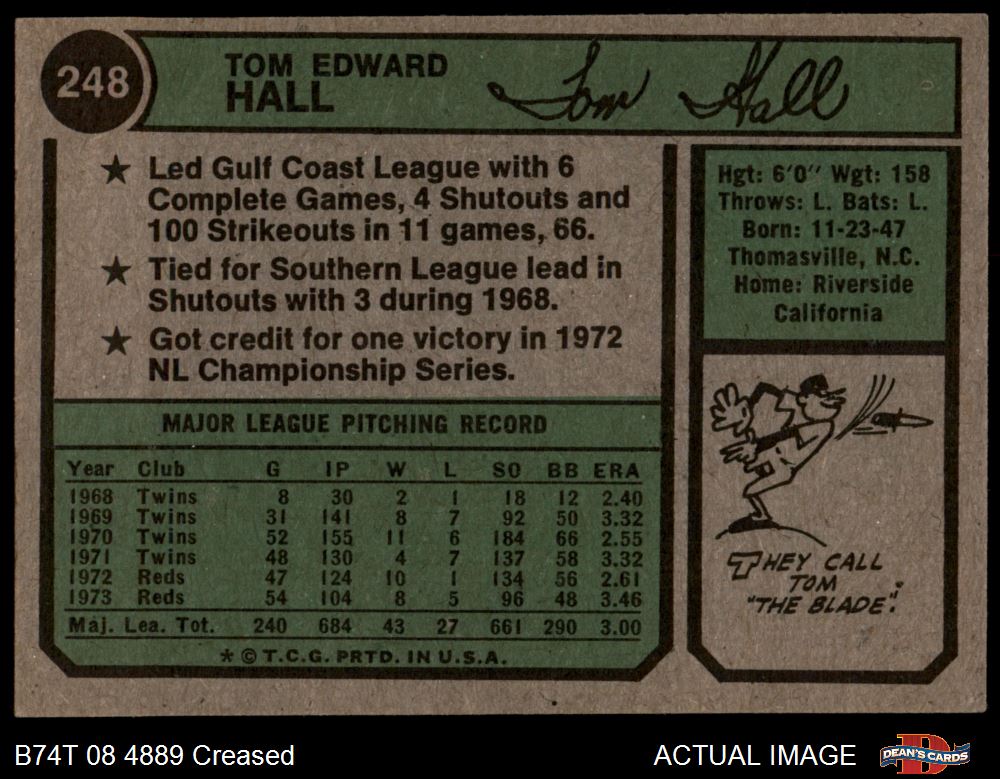 248
TOM EDWARD
HALL
Tom Hall
★ Led Gulf Coast League with 6
Complete Games, 4 Shutouts and
100 Strikeouts in 11 games, 66.
★ Tied for Southern League lead in
Shutouts with 3 during 1968.
★ Got credit for one victory in 1972
NL Championship Series.
Hgt: 6'0" Wgt: 158
Throws: L. Bats: L.
Born: 11-23-47
Thomasville, N.C.
Home: Riverside
California
MAJOR LEAGUE PITCHING RECORD
Year Club G IP W L SO BB ERA
1968 Twins 8 30 2 1 18 12 2.40
1969 Twins 31 141 8 7 92 50 3.32
1970 Twins 52 155 11 6 184 66 2.55
1971 Twins 48 130 4 7 137 58 3.32
1972 Reds 47 124 10 1 134 56 2.61
1973 Reds 54 104 8 5 96 48 3.46
Maj. Lea. Tot. 240 684 43 27 661 290 3.00
* © T.C.G. PRTD. IN U.S.A.
THEY CALL
TOM
"THE BLADE".
B74T 08 4889 Creased
ACTUAL IMAGE
DEAN'S CARDS